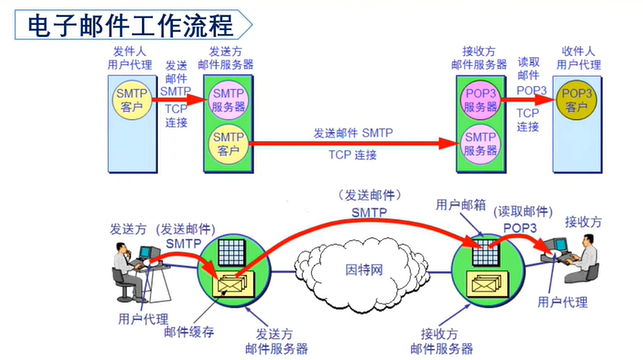 电子邮件工作流程
发件人
用户代理
发送
邮件
SMTP
TCP
连接
发送方
邮件服务器
接收方
邮件服务器
读取
邮件
POP3
TCP
连接
收件人
用户代理
SMTP
客户
SMTP
服务器
SMTP
客户
发送邮件 SMTP
TCP 连接
POP3
服务器
SMTP
服务器
POP3
客户
发送方
(发送邮件)
SMTP
(发送邮件)
SMTP
用户邮箱
(读取邮件)
POP3
接收方
因特网
用户代理
邮件缓存
发送方
邮件服务器
接收方
邮件服务器
用户代理